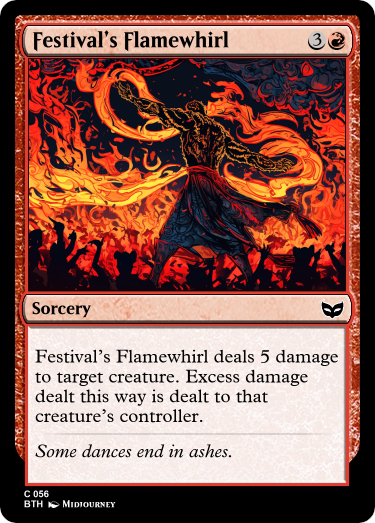 Festival's Flamewhirl 3
Sorcery
Festival's Flamewhirl deals 5 damage
to target creature. Excess damage
dealt this way is dealt to that
creature's controller.
Some dances end in ashes.
C 056
BTH Midjourney